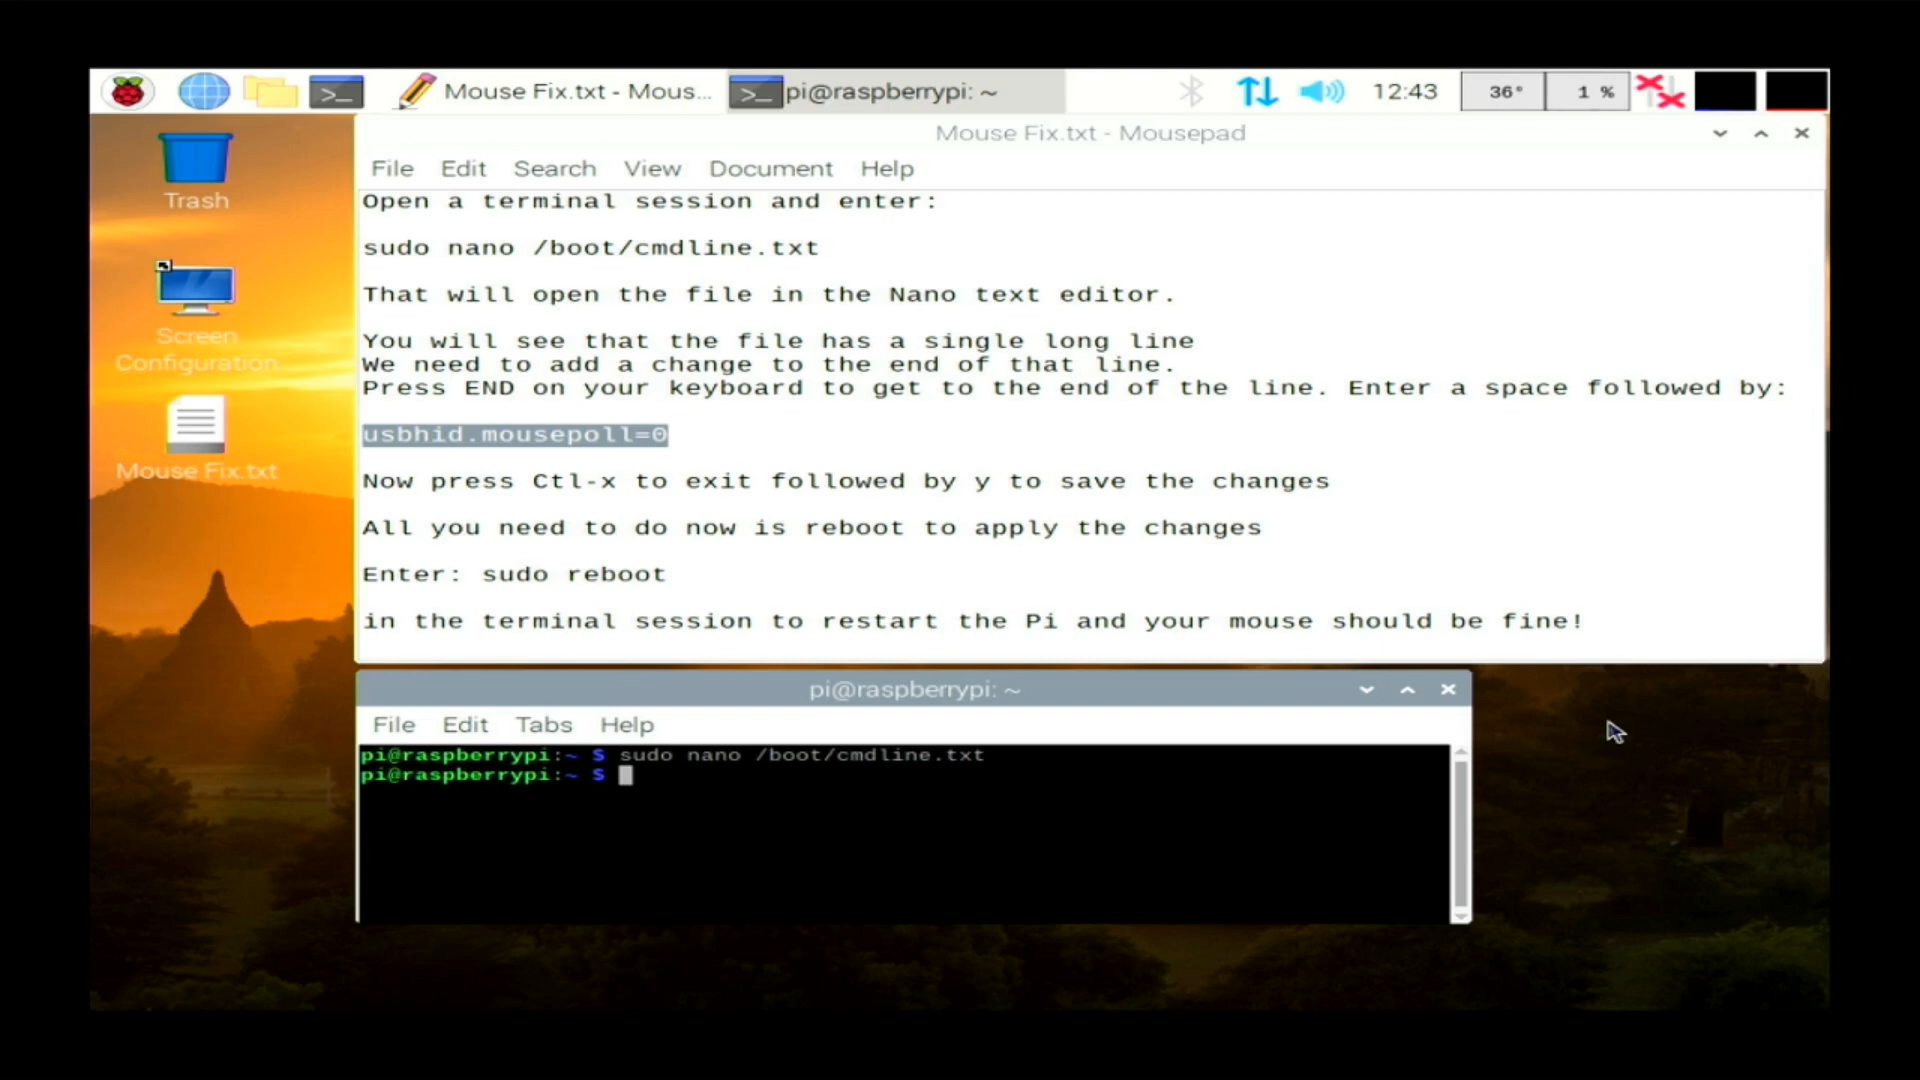 Mouse Fix.txt - Mous...
pi@raspberrypi: ~
12:43
36°
1 %
Trash
Screen
Configuration
Mouse Fix.txt
Mouse Fix.txt - Mousepad
File Edit Search View Document Help
Open a terminal session and enter:
sudo nano /boot/cmdline.txt
That will open the file in the Nano text editor.
You will see that the file has a single long line
We need to add a change to the end of that line.
Press END on your keyboard to get to the end of the line. Enter a space followed by:
usbhid.mousepoll=0
Now press Ctl-x to exit followed by y to save the changes
All you need to do now is reboot to apply the changes
Enter: sudo reboot
in the terminal session to restart the Pi and your mouse should be fine!
pi@raspberrypi: ~
File Edit Tabs Help
pi@raspberrypi:~ $ sudo nano /boot/cmdline.txt
pi@raspberrypi:~ $